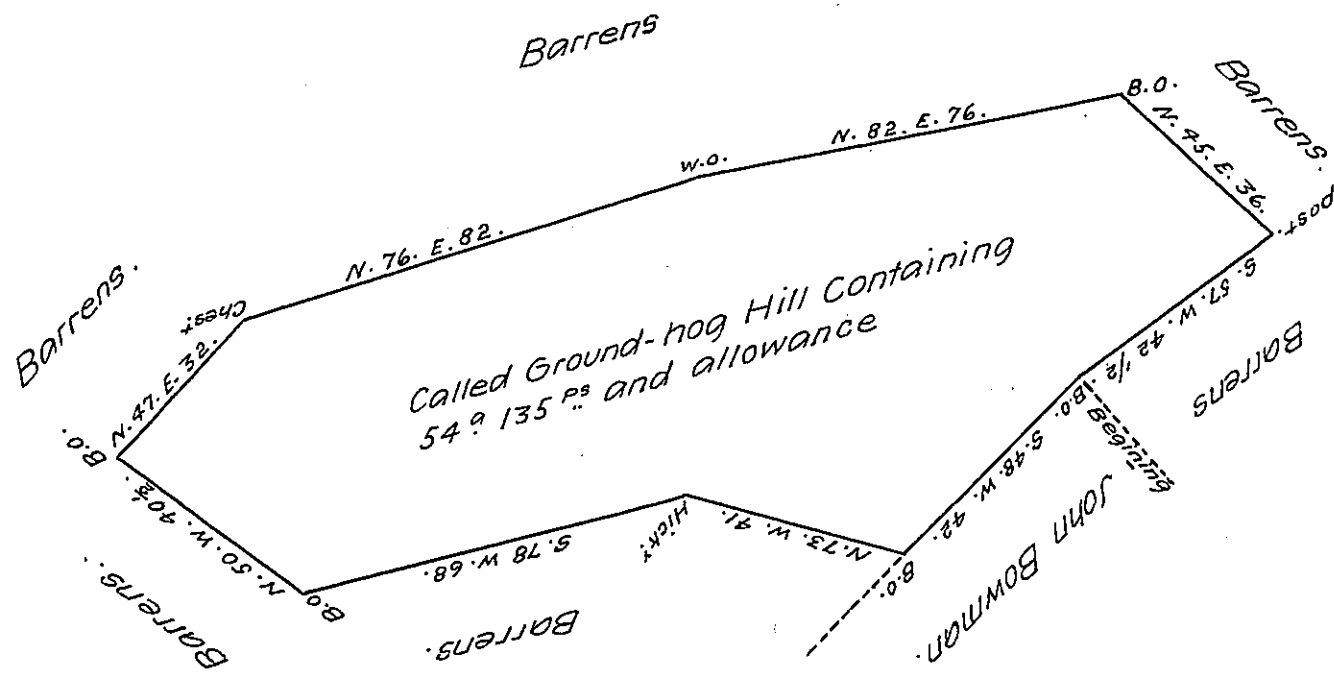 Barrens
Barrens.
B.O.
N. 45. E. 36.
post.
N. 82. E. 76.
W.O.
N. 76. E. 82.
Barrens.
Chest
N. 47. E. 32.
B.O.
Called Ground-hog Hill Containing
54 a. 135 Ps and allowance
S. 57. W. 42 1/2.
Barrens
B.O.
Begining
S. 48. W. 42.
John Bowman.
B.O.
N. 73. W. 41.
Hicky
S. 78 W. 68.
Barrens.
B.O.
N. 50. W. 40 1/2.
Barrens.